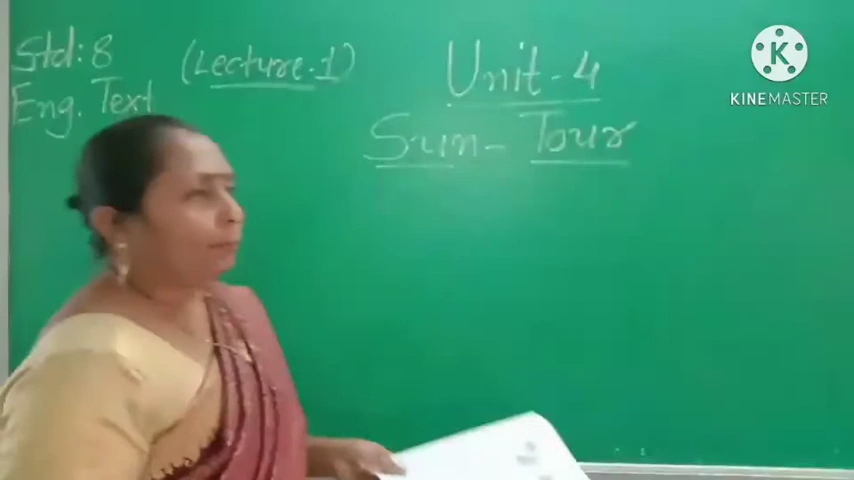 Std: 8
(Lecture-1)
Unit-4
Eng. Text
Sun-Tour
K
KINEMASTER